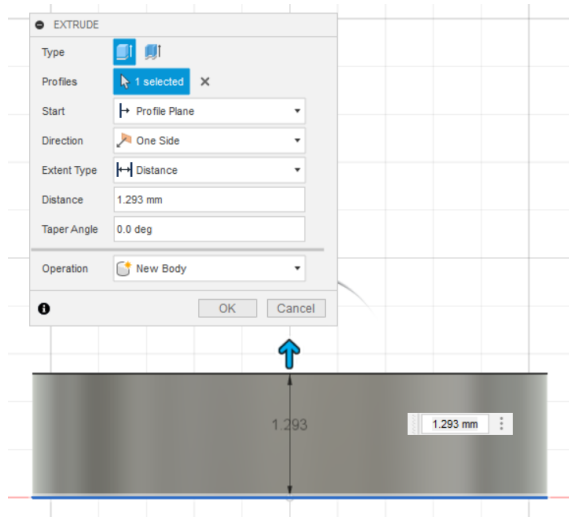 EXTRUDE
Type
Profiles 1 selected
Start Profile Plane
Direction One Side
Extent Type Distance
Distance 1.293 mm
Taper Angle 0.0 deg
Operation New Body
OK Cancel
1.293
1.293 mm